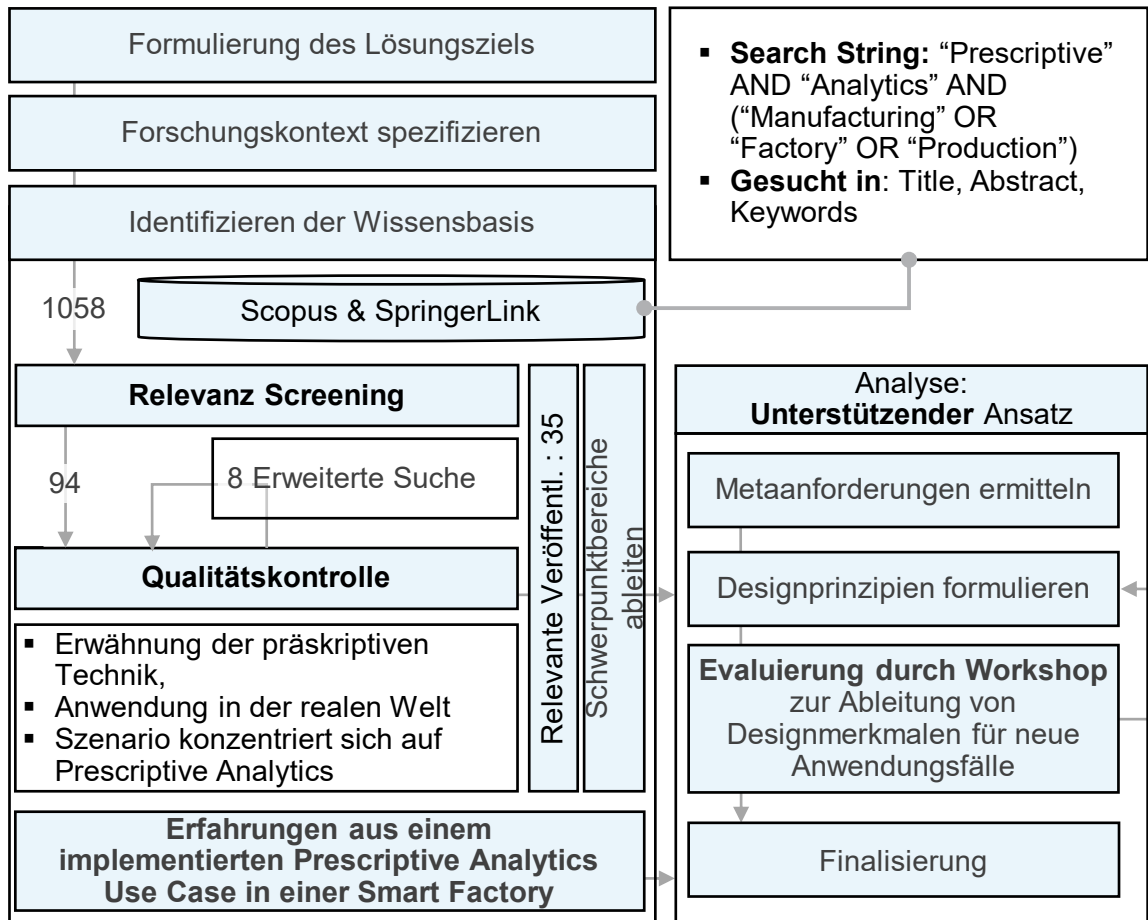 Formulierung des Lösungsziels
Forschungskontext spezifizieren
Identifizieren der Wissensbasis
▪ Search String: “Prescriptive”
AND “Analytics” AND
(“Manufacturing” OR
“Factory” OR “Production”)
▪ Gesucht in: Title, Abstract,
Keywords
1058
Scopus & SpringerLink
Relevanz Screening
94
8 Erweiterte Suche
Qualitätskontrolle
▪ Erwähnung der präskriptiven
Technik,
▪ Anwendung in der realen Welt
▪ Szenario konzentriert sich auf
Prescriptive Analytics
Relevante Veröffentl. : 35
Schwerpunktbereiche
ableiten
Erfahrungen aus einem
implementierten Prescriptive Analytics
Use Case in einer Smart Factory
Analyse:
Unterstützender Ansatz
Metaanforderungen ermitteln
Designprinzipien formulieren
Evaluierung durch Workshop
zur Ableitung von
Designmerkmalen für neue
Anwendungsfälle
Finalisierung